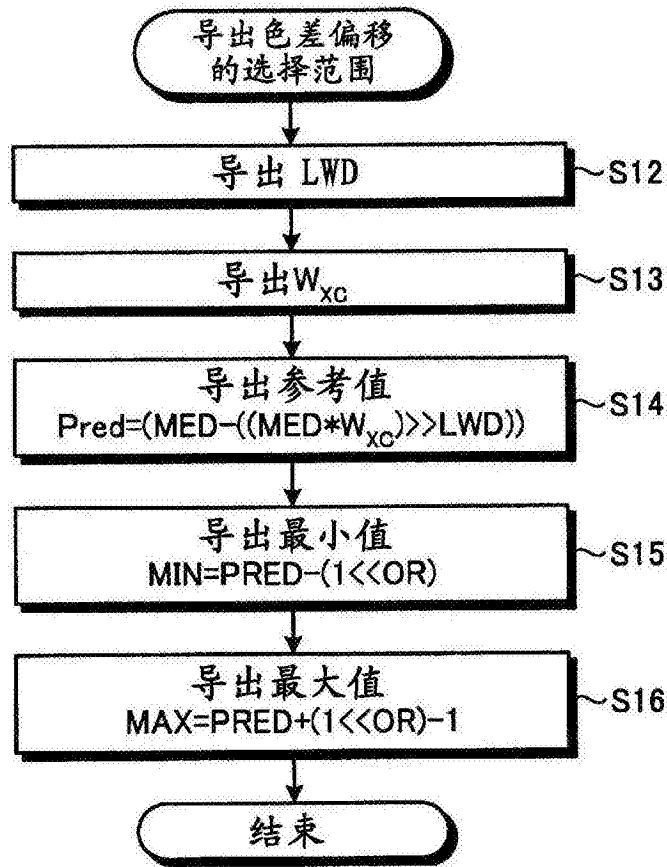 导出色差偏移
的选择范围
导出 LWD
~S12
导出W_XC
~S13
导出参考值
Pred=(MED-((MED*W_XC)>>LWD))
~S14
导出最小值
MIN=PRED-(1<<OR)
~S15
导出最大值
MAX=PRED+(1<<OR)-1
~S16
结束